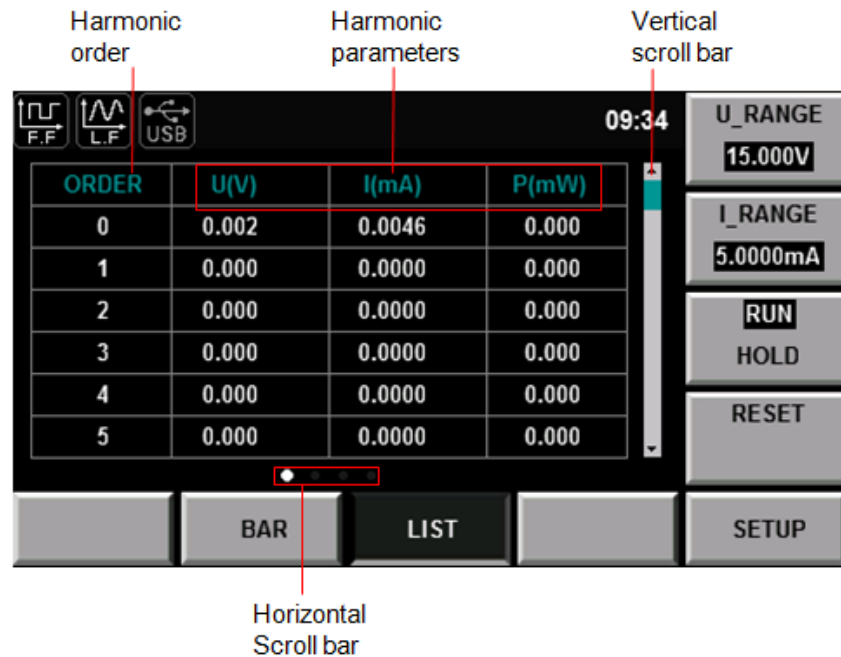 Harmonic order
Harmonic parameters
Vertical scroll bar
F.F L.F USB 09:34
U_RANGE
15.000V
I_RANGE
5.0000mA
RUN
HOLD
RESET
ORDER U(V) I(mA) P(mW)
0 0.002 0.0046 0.000
1 0.000 0.0000 0.000
2 0.000 0.0000 0.000
3 0.000 0.0000 0.000
4 0.000 0.0000 0.000
5 0.000 0.0000 0.000
BAR LIST SETUP
Horizontal
Scroll bar